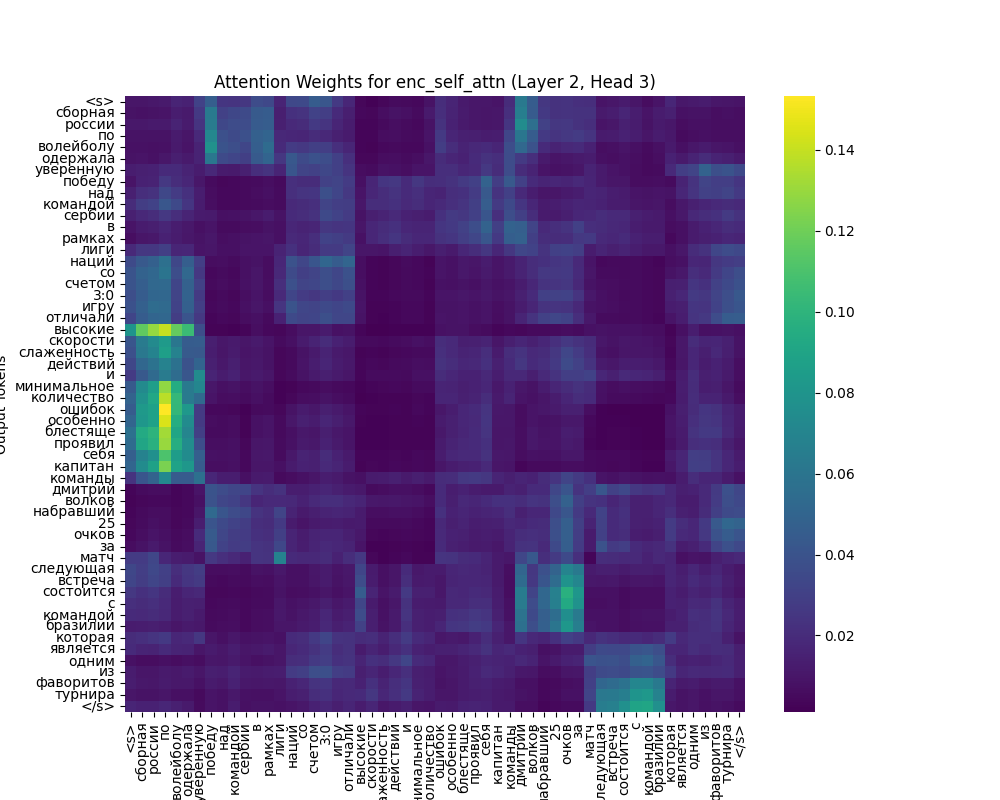 Attention Weights for enc_self_attn (Layer 2, Head 3)
<s>
сборная
россии
по
волейболу
одержала
уверенную
победу
над
командой
сербии
в
рамках
лиги
наций
со
счетом
3:0
игру
отличали
высокие
скорости
слаженность
действий
и
минимальное
количество
ошибок
особенно
блестяще
проявил
себя
капитан
команды
дмитрий
волков
набравший
25
очков
за
матч
следующая
встреча
состоится
с
командой
бразилии
которая
является
одним
из
фаворитов
турнира
</s>
0.14
0.12
0.10
0.08
0.06
0.04
0.02
<s>
сборная
россии
по
волейболу
одержала
уверенную
победу
над
командой
сербии
в
рамках
лиги
наций
со
счетом
3:0
игру
отличали
высокие
скорости
лаженность
действий
и
нимальное
оличество
ошибок
особенно
блестяще
проявил
себя
капитан
команды
дмитрий
волков
набравший
25
очков
за
матч
следующая
встреча
состоится
с
командой
бразилии
которая
является
одним
из
фаворитов
турнира
</s>